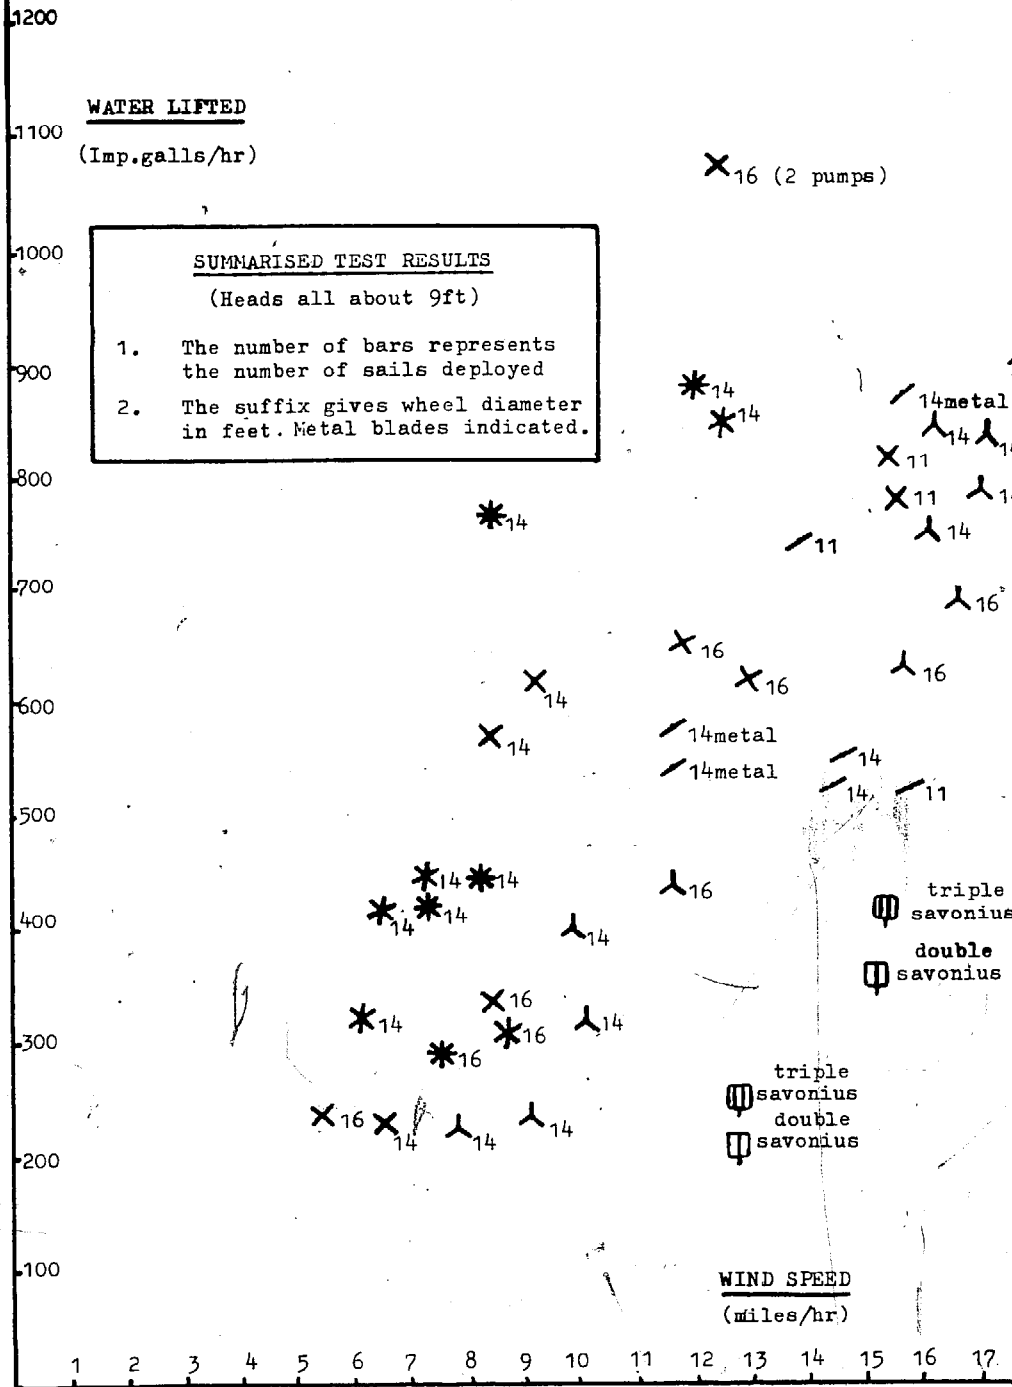 1200
WATER LIFTED
1100
(Imp.galls/hr)
16 (2 pumps)
1000
SUMMARISED TEST RESULTS
(Heads all about 9ft)
1. The number of bars represents
the number of sails deployed
2. The suffix gives wheel diameter
in feet. Metal blades indicated.
900
14
14metal
14
14
14
11
800
11
14
14
11
700
16
16
16
16
14
600
14
14metal
14metal
14
14
11
500
14
14
16
triple
savonius
14
14
400
14
double
savonius
16
14
14
16
300
16
triple
savonius
double
savonius
16
14
14
14
200
100
WIND SPEED
(miles/hr)
1 2 3 4 5 6 7 8 9 10 11 12 13 14 15 16 17